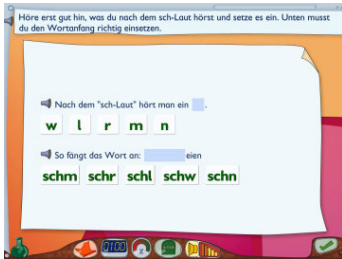 Höre erst gut hin, was du nach dem sch-Laut hörst und setze es ein. Unten musst
du den Wortanfang richtig einsetzen.
Nach dem "sch-Laut" hört man ein .
w l r m n
So fängt das Wort an: eien
schm schr schl schw schn